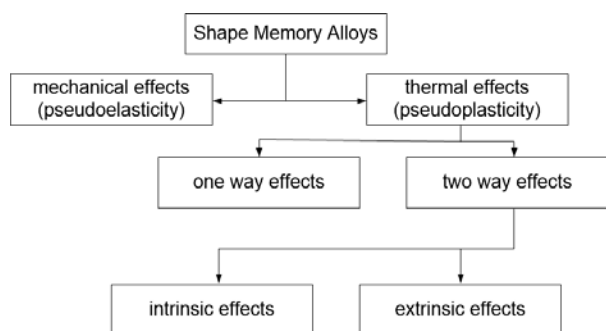 Shape Memory Alloys
mechanical effects
(pseudoelasticity)
thermal effects
(pseudoplasticity)
one way effects
two way effects
intrinsic effects
extrinsic effects